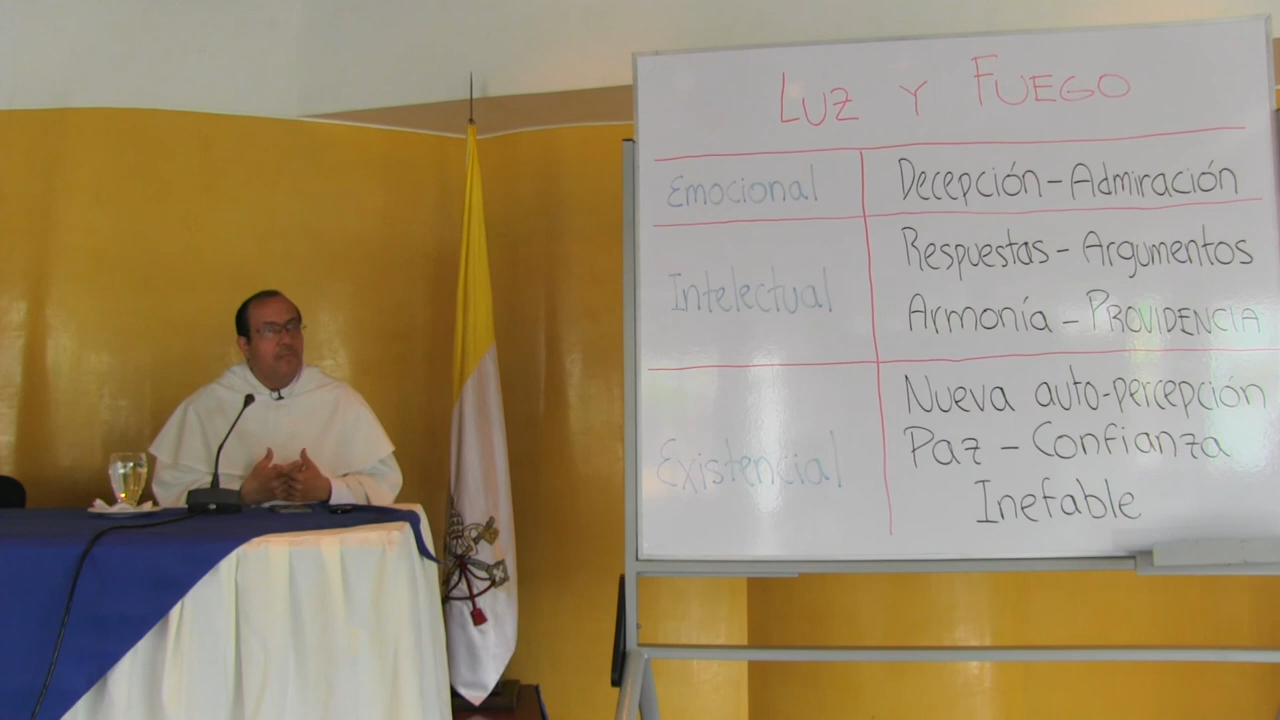 LUZ Y FUEGO
Emocional
Decepción - Admiración
Intelectual
Respuestas - Argumentos
Armonía - PROVIDENCIA
Existencial
Nueva auto-percepción
Paz - Confianza
Inefable